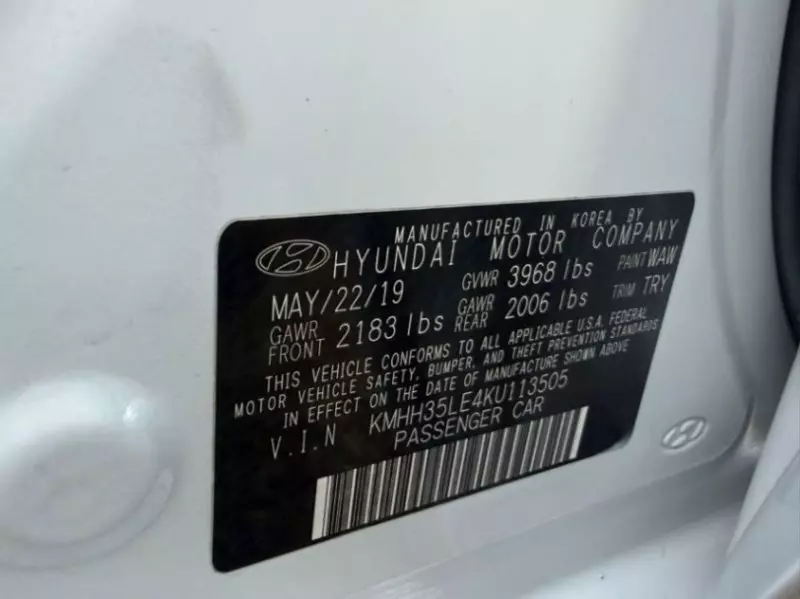 MANUFACTURED IN KOREA BY
HYUNDAI MOTOR COMPANY
MAY/22/19 GVWR 3968 lbs PAINT WAW
GAWR FRONT 2183 lbs GAWR REAR 2006 lbs TRIM TRY
THIS VEHICLE CONFORMS TO ALL APPLICABLE U.S.A. FEDERAL
MOTOR VEHICLE SAFETY, BUMPER, AND THEFT PREVENTION STANDARDS
IN EFFECT ON THE DATE OF MANUFACTURE SHOWN ABOVE
V.I.N KMHH35LE4KU113505
PASSENGER CAR